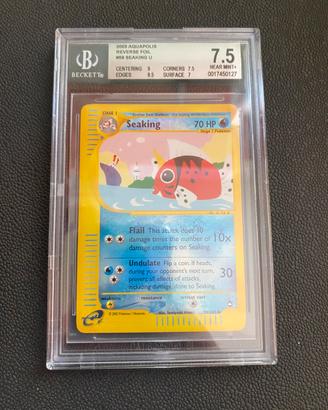 BECKETT
2003 AQUAPOLIS
REVERSE FOIL
#59 SEAKING U
CENTERING 9 CORNERS 7.5
EDGES 8.5 SURFACE 7
7.5
NEAR MINT+
0017450127
STAGE 1
Seaking
70 HP
Flail This attack does 10
damage times the number of
damage counters on Seaking.
10x
Undulate Flip a coin. If heads,
during your opponent's next turn,
prevent all effects of attacks,
including damage, done to Seaking.
30
weakness resistance retreat cost